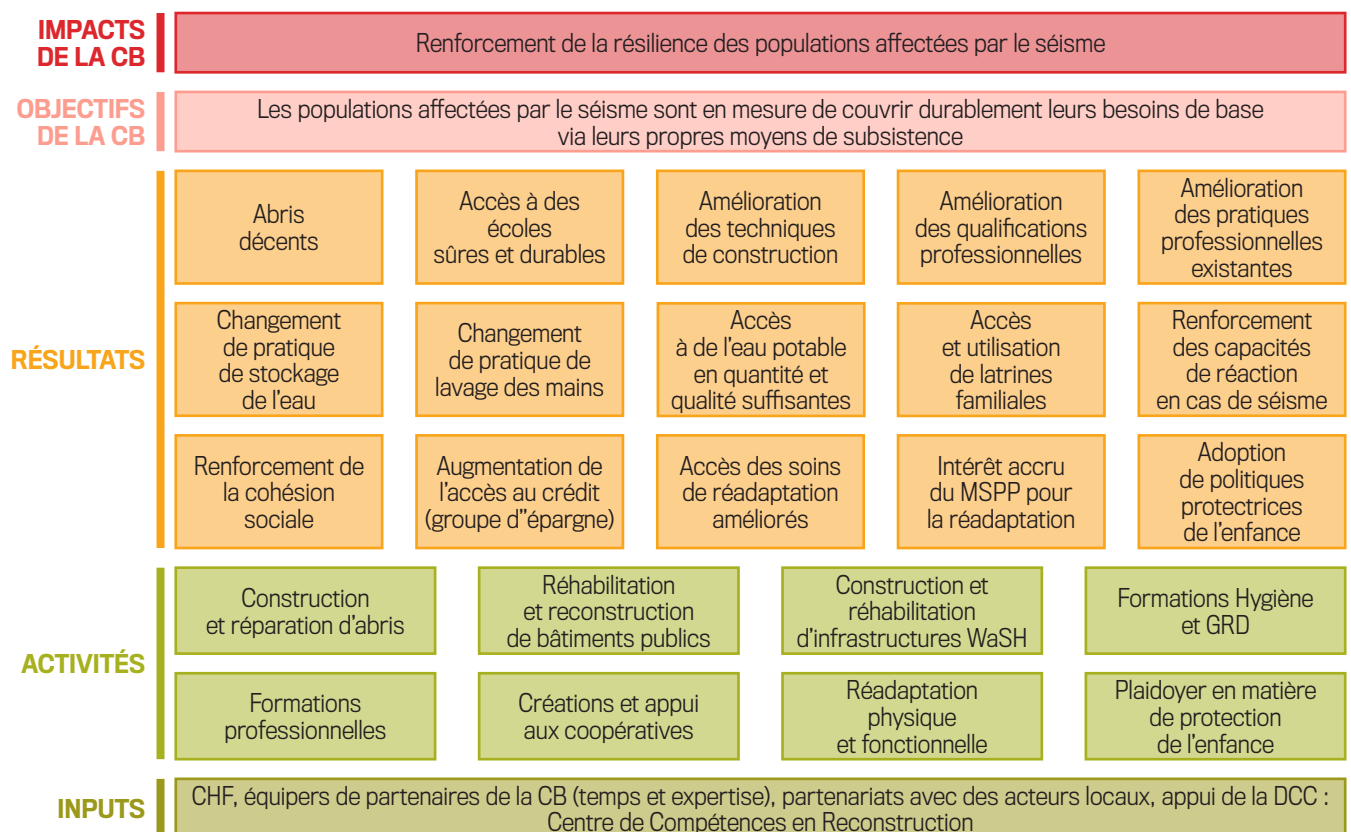 IMPACTS
DE LA CB
Renforcement de la résilience des populations affectées par le séisme
OBJECTIFS
DE LA CB
Les populations affectées par le séisme sont en mesure de couvrir durablement leurs besoins de base
via leurs propres moyens de subsistence
RÉSULTATS
Abris
décents
Accès à des
écoles
sûres et durables
Amélioration
des techniques
de construction
Amélioration
des qualifications
professionnelles
Amélioration
des pratiques
professionnelles
existantes
Changement
de pratique
de stockage
de l'eau
Changement
de pratique de
lavage des mains
Accès
à de l'eau potable
en quantité et
qualité suffisantes
Accès
et utilisation
de latrines
familiales
Renforcement
des capacités
de réaction
en cas de séisme
Renforcement de
la cohésion
sociale
Augmentation de
l'accès au crédit
(groupe d''épargne)
Accès des soins
de réadaptation
améliorés
Intérêt accru
du MSPP pour
la réadaptation
Adoption
de politiques
protectrices
de l'enfance
ACTIVITÉS
Construction
et réparation d'abris
Réhabilitation
et reconstruction
de bâtiments publics
Construction et
réhabilitation
d'infrastructures WaSH
Formations Hygiène
et GRD
Formations
professionnelles
Créations et appui
aux coopératives
Réadaptation
physique
et fonctionnelle
Plaidoyer en matière
de protection
de l'enfance
INPUTS
CHF, équipers de partenaires de la CB (temps et expertise), partenariats avec des acteurs locaux, appui de la DCC :
Centre de Compétences en Reconstruction